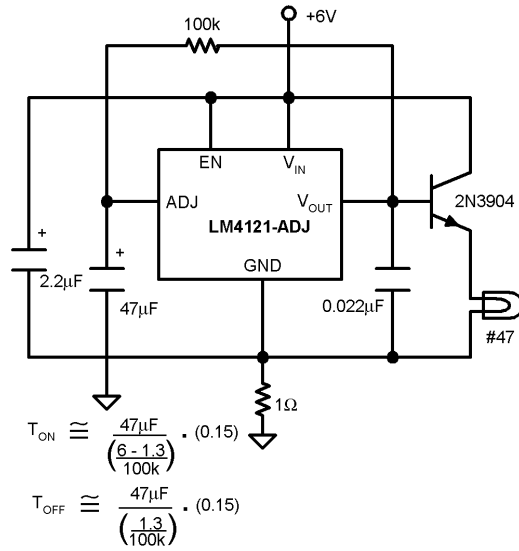 +6V
100k
EN
V_IN
ADJ
V_OUT
LM4121-ADJ
GND
2N3904
+
+
2.2μF
47μF
0.022μF
#47
1Ω
T_ON ≅ 47μF / ((6 - 1.3) / 100k) · (0.15)
T_OFF ≅ 47μF / (1.3 / 100k) · (0.15)